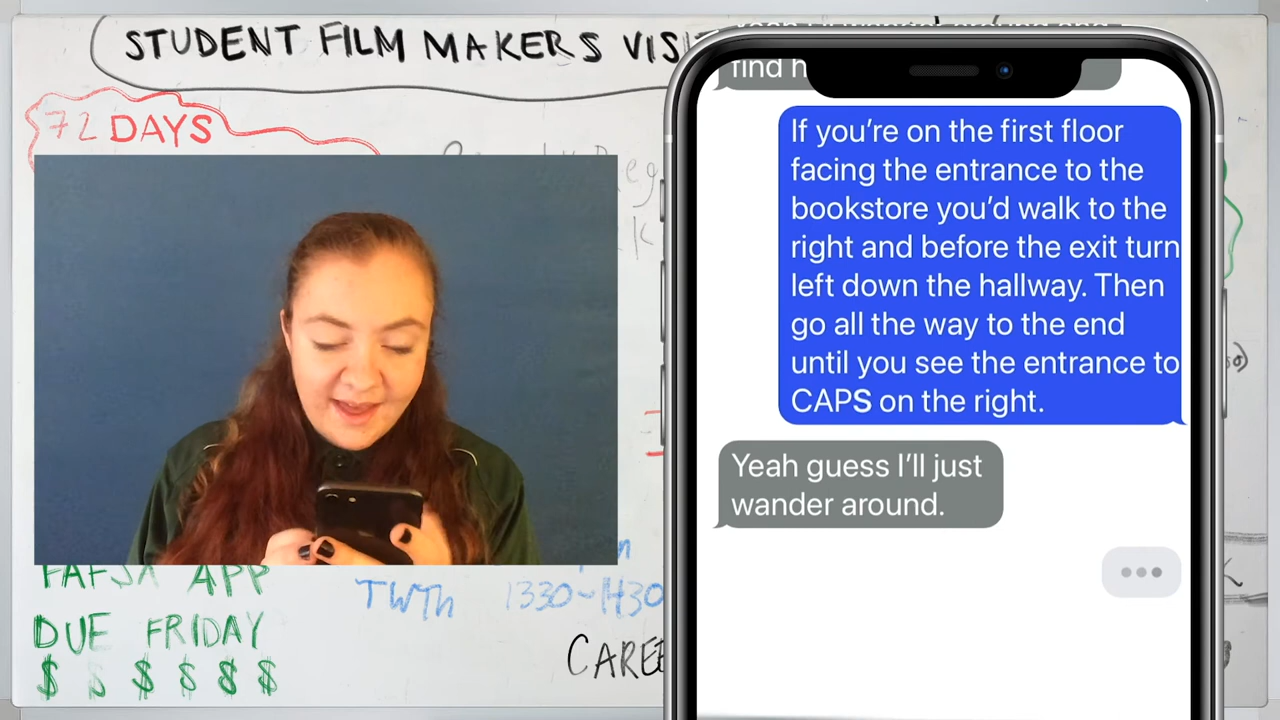 STUDENT FILM MAKERS
72 DAYS
find
If you’re on the first floor
facing the entrance to the
bookstore you’d walk to the
right and before the exit turn
left down the hallway. Then
go all the way to the end
until you see the entrance to
CAPS on the right.
Yeah guess I’ll just
wander around.
FAFSA APP
TWTh 1330~1430
DUE FRIDAY
$ $ $ $ $ $